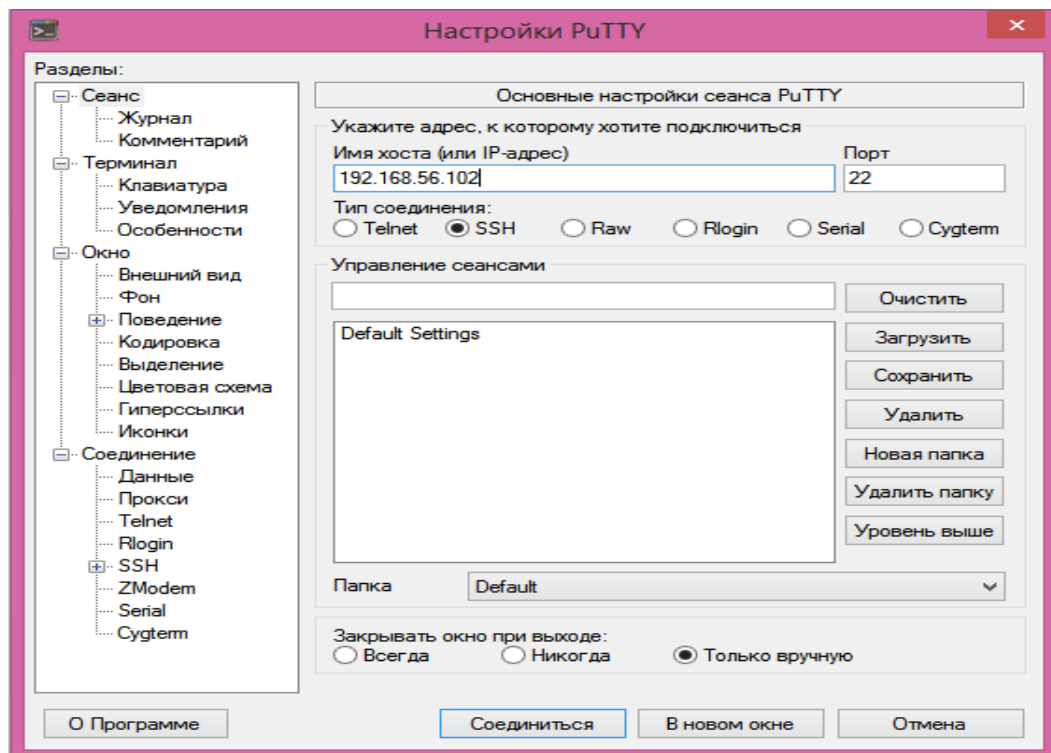 Настройки PuTTY
Разделы:
Сеанс
Журнал
Комментарий
Терминал
Клавиатура
Уведомления
Особенности
Окно
Внешний вид
Фон
Поведение
Кодировка
Выделение
Цветовая схема
Гиперссылки
Иконки
Соединение
Данные
Прокси
Telnet
Rlogin
SSH
ZModem
Serial
Cygterm
Основные настройки сеанса PuTTY
Укажите адрес, к которому хотите подключиться
Имя хоста (или IP-адрес) Порт
192.168.56.102 22
Тип соединения:
Telnet SSH Raw Rlogin Serial Cygterm
Управление сеансами
Очистить
Default Settings
Загрузить
Сохранить
Удалить
Новая папка
Удалить папку
Уровень выше
Папка Default
Закрывать окно при выходе:
Всегда Никогда Только вручную
О Программе Соединиться В новом окне Отмена